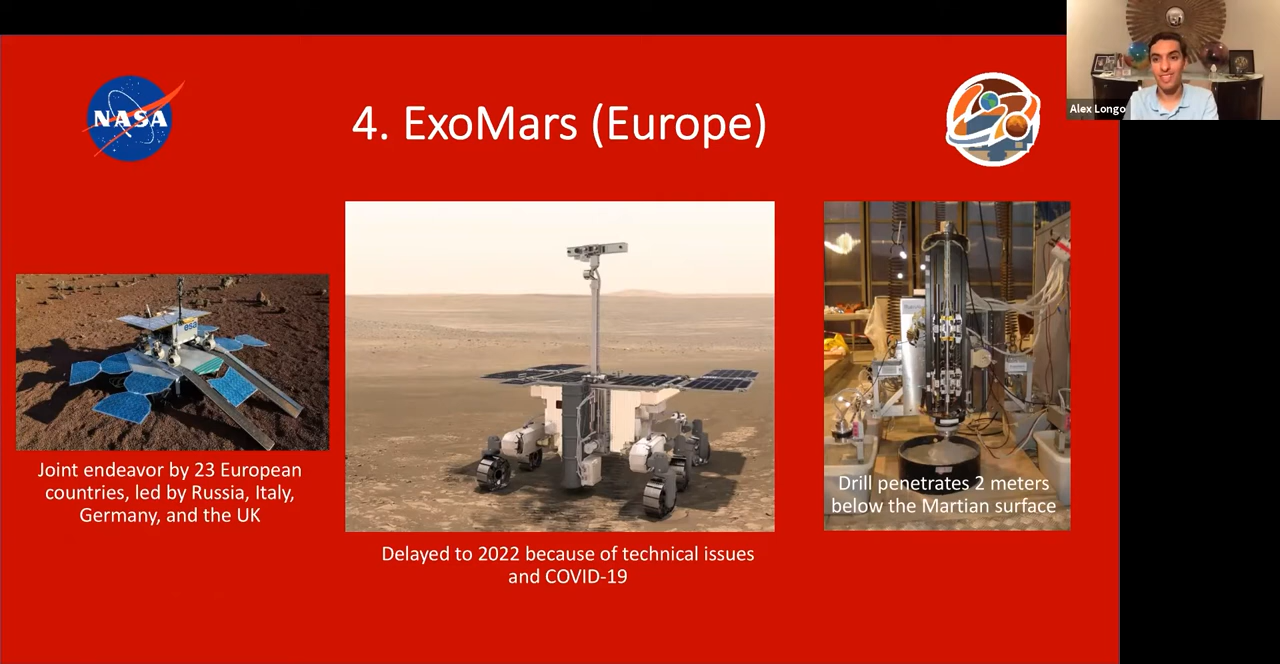 NASA
4. ExoMars (Europe)
Alex Longo
esa
Joint endeavor by 23 European
countries, led by Russia, Italy,
Germany, and the UK
Delayed to 2022 because of technical issues
and COVID-19
Drill penetrates 2 meters
below the Martian surface